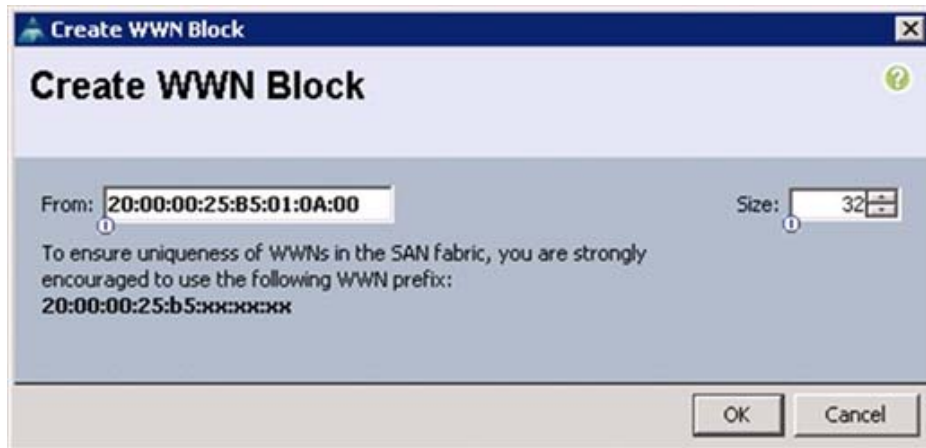 Create WWN Block
Create WWN Block
From: 20:00:00:25:B5:01:0A:00 Size: 32
To ensure uniqueness of WWNs in the SAN fabric, you are strongly
encouraged to use the following WWN prefix:
20:00:00:25:b5:xx:xx:xx
OK Cancel